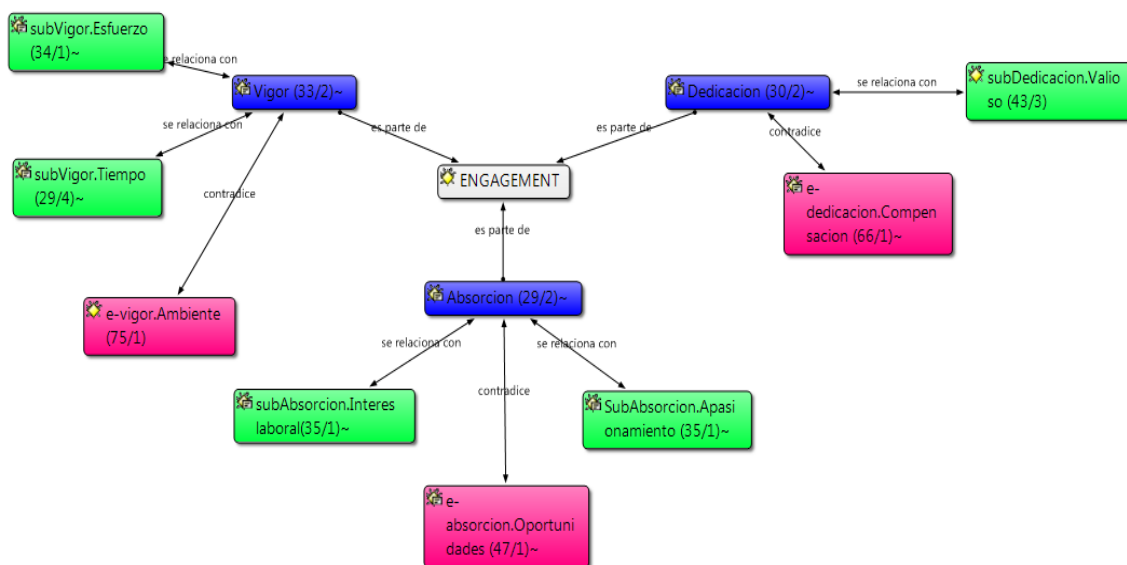 subVigor.Esfuerzo
(34/1)~
se relaciona con
Vigor (33/2)~
Dedicacion (30/2)~
se relaciona con
subDedicacion.Valio
so (43/3)
se relaciona con
es parte de
es parte de
contradice
subVigor.Tiempo
(29/4)~
ENGAGEMENT
contradice
e-
dedicacion.Compen
sacion (66/1)~
es parte de
e-vigor.Ambiente
(75/1)
Absorcion (29/2)~
se relaciona con
se relaciona con
contradice
subAbsorcion.Interes
laboral(35/1)~
SubAbsorcion.Apasi
onamiento (35/1)~
e-
absorcion.Oportuni
dades (47/1)~